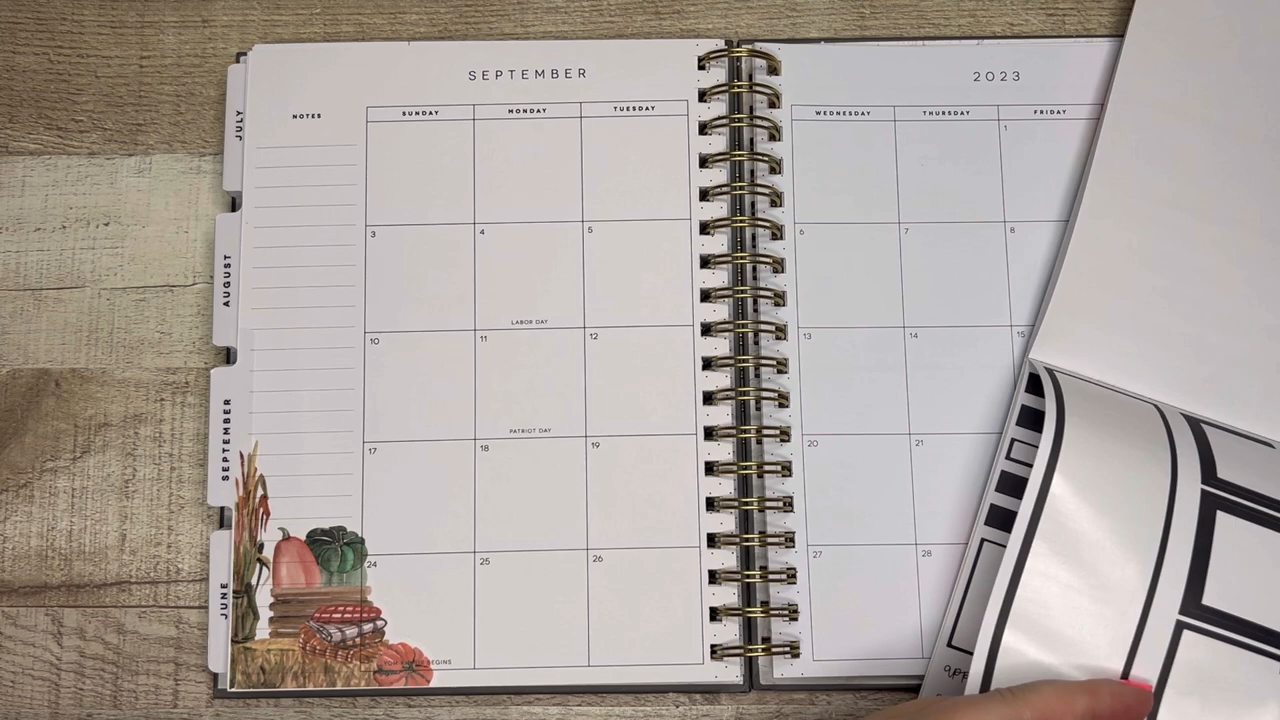 SEPTEMBER
2023
JULY
AUGUST
SEPTEMBER
JUNE
NOTES
SUNDAY MONDAY TUESDAY WEDNESDAY THURSDAY FRIDAY
1
3 4 5 6 7 8
LABOR DAY
10 11 12 13 14 15
PATRIOT DAY
17 18 19 20 21
24 25 26 27 28
BEGINS